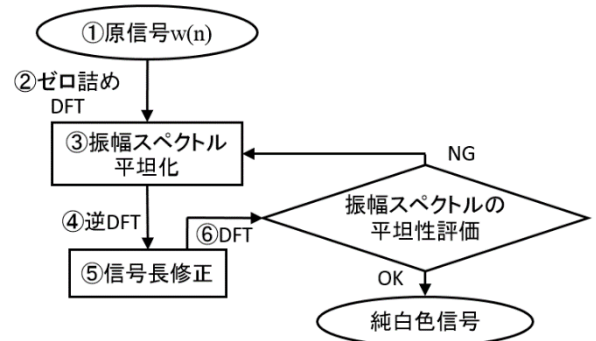 ①原信号w(n)
②ゼロ詰め
DFT
③振幅スペクトル
平坦化
NG
④逆DFT
⑥DFT
振幅スペクトルの
平坦性評価
⑤信号長修正
OK
純白色信号